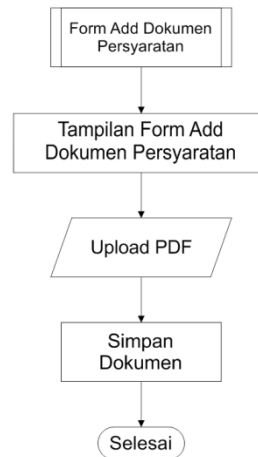 Form Add Dokumen
Persyaratan
Tampilan Form Add
Dokumen Persyaratan
Upload PDF
Simpan
Dokumen
Selesai